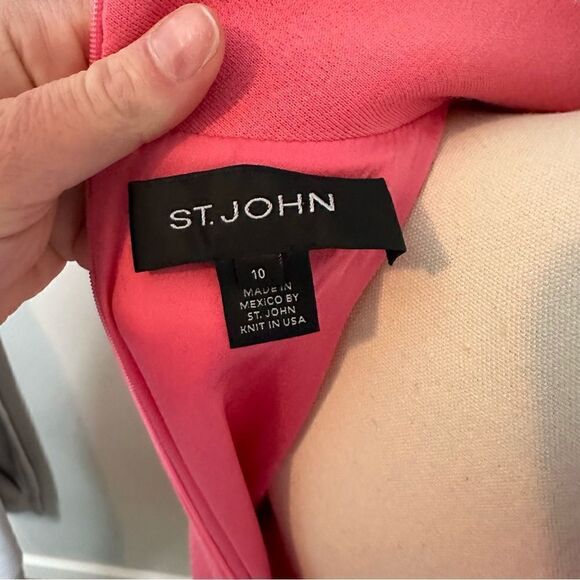 ST. JOHN
10
MADE IN
MEXICO BY
ST. JOHN
KNIT IN USA